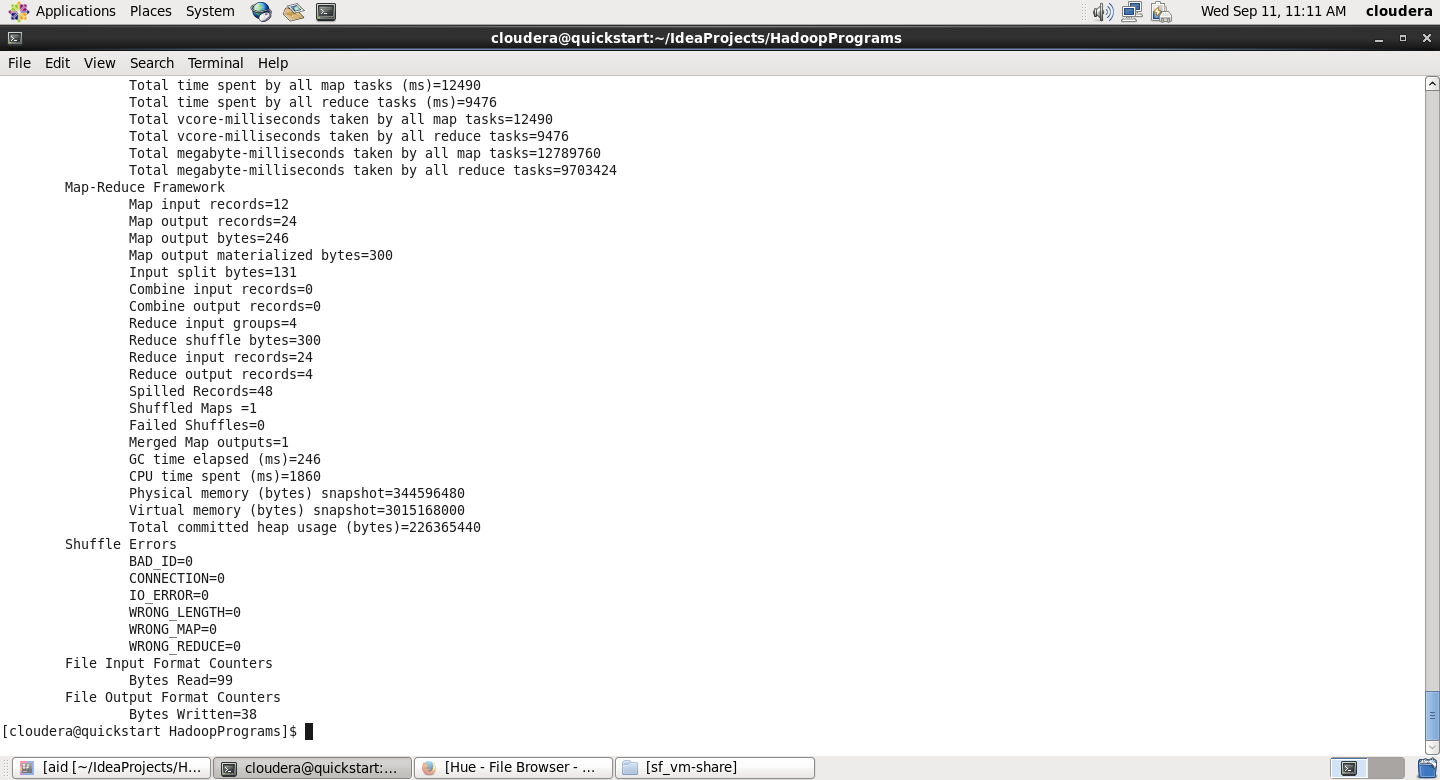 Applications Places System Wed Sep 11, 11:11 AM cloudera
cloudera@quickstart:~/IdeaProjects/HadoopPrograms
File Edit View Search Terminal Help
Total time spent by all map tasks (ms)=12490
Total time spent by all reduce tasks (ms)=9476
Total vcore-milliseconds taken by all map tasks=12490
Total vcore-milliseconds taken by all reduce tasks=9476
Total megabyte-milliseconds taken by all map tasks=12789760
Total megabyte-milliseconds taken by all reduce tasks=9703424
Map-Reduce Framework
Map input records=12
Map output records=24
Map output bytes=246
Map output materialized bytes=300
Input split bytes=131
Combine input records=0
Combine output records=0
Reduce input groups=4
Reduce shuffle bytes=300
Reduce input records=24
Reduce output records=4
Spilled Records=48
Shuffled Maps =1
Failed Shuffles=0
Merged Map outputs=1
GC time elapsed (ms)=246
CPU time spent (ms)=1860
Physical memory (bytes) snapshot=344596480
Virtual memory (bytes) snapshot=3015168000
Total committed heap usage (bytes)=226365440
Shuffle Errors
BAD_ID=0
CONNECTION=0
IO_ERROR=0
WRONG_LENGTH=0
WRONG_MAP=0
WRONG_REDUCE=0
File Input Format Counters
Bytes Read=99
File Output Format Counters
Bytes Written=38
[cloudera@quickstart HadoopPrograms]$
[aid [~/IdeaProjects/H... cloudera@quickstart:... [Hue - File Browser - ... [sf_vm-share]